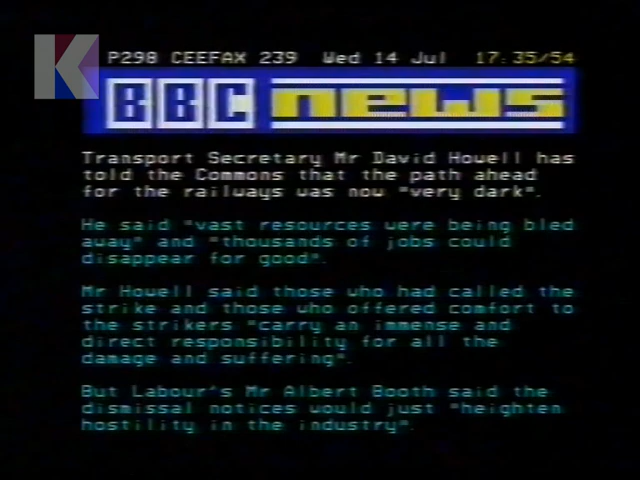 K
P298 CEEFAX 239 Wed 14 Jul 17:35/54
BBC news
Transport Secretary Mr David Howell has
told the Commons that the path ahead
for the railways was now "very dark".
He said "vast resources were being bled
away" and "thousands of jobs could
disappear for good".
Mr Howell said those who had called the
strike and those who offered comfort to
the strikers "carry an immense and
direct responsibility for all the
damage and suffering".
But Labour's Mr Albert Booth said the
dismissal notices would just "heighten
hostility in the industry".